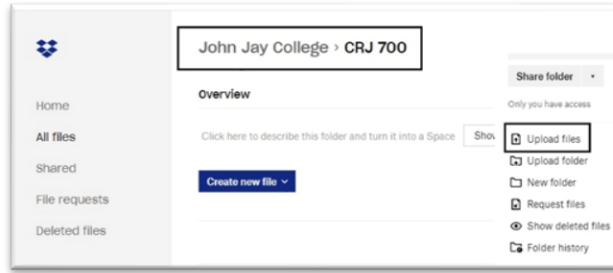 John Jay College > CRJ 700
Overview
Click here to describe this folder and turn it into a Space
Create new file
Home
All files
Shared
File requests
Deleted files
Share folder
Only you have access
Upload files
Upload folder
New folder
Request files
Show deleted files
Folder history